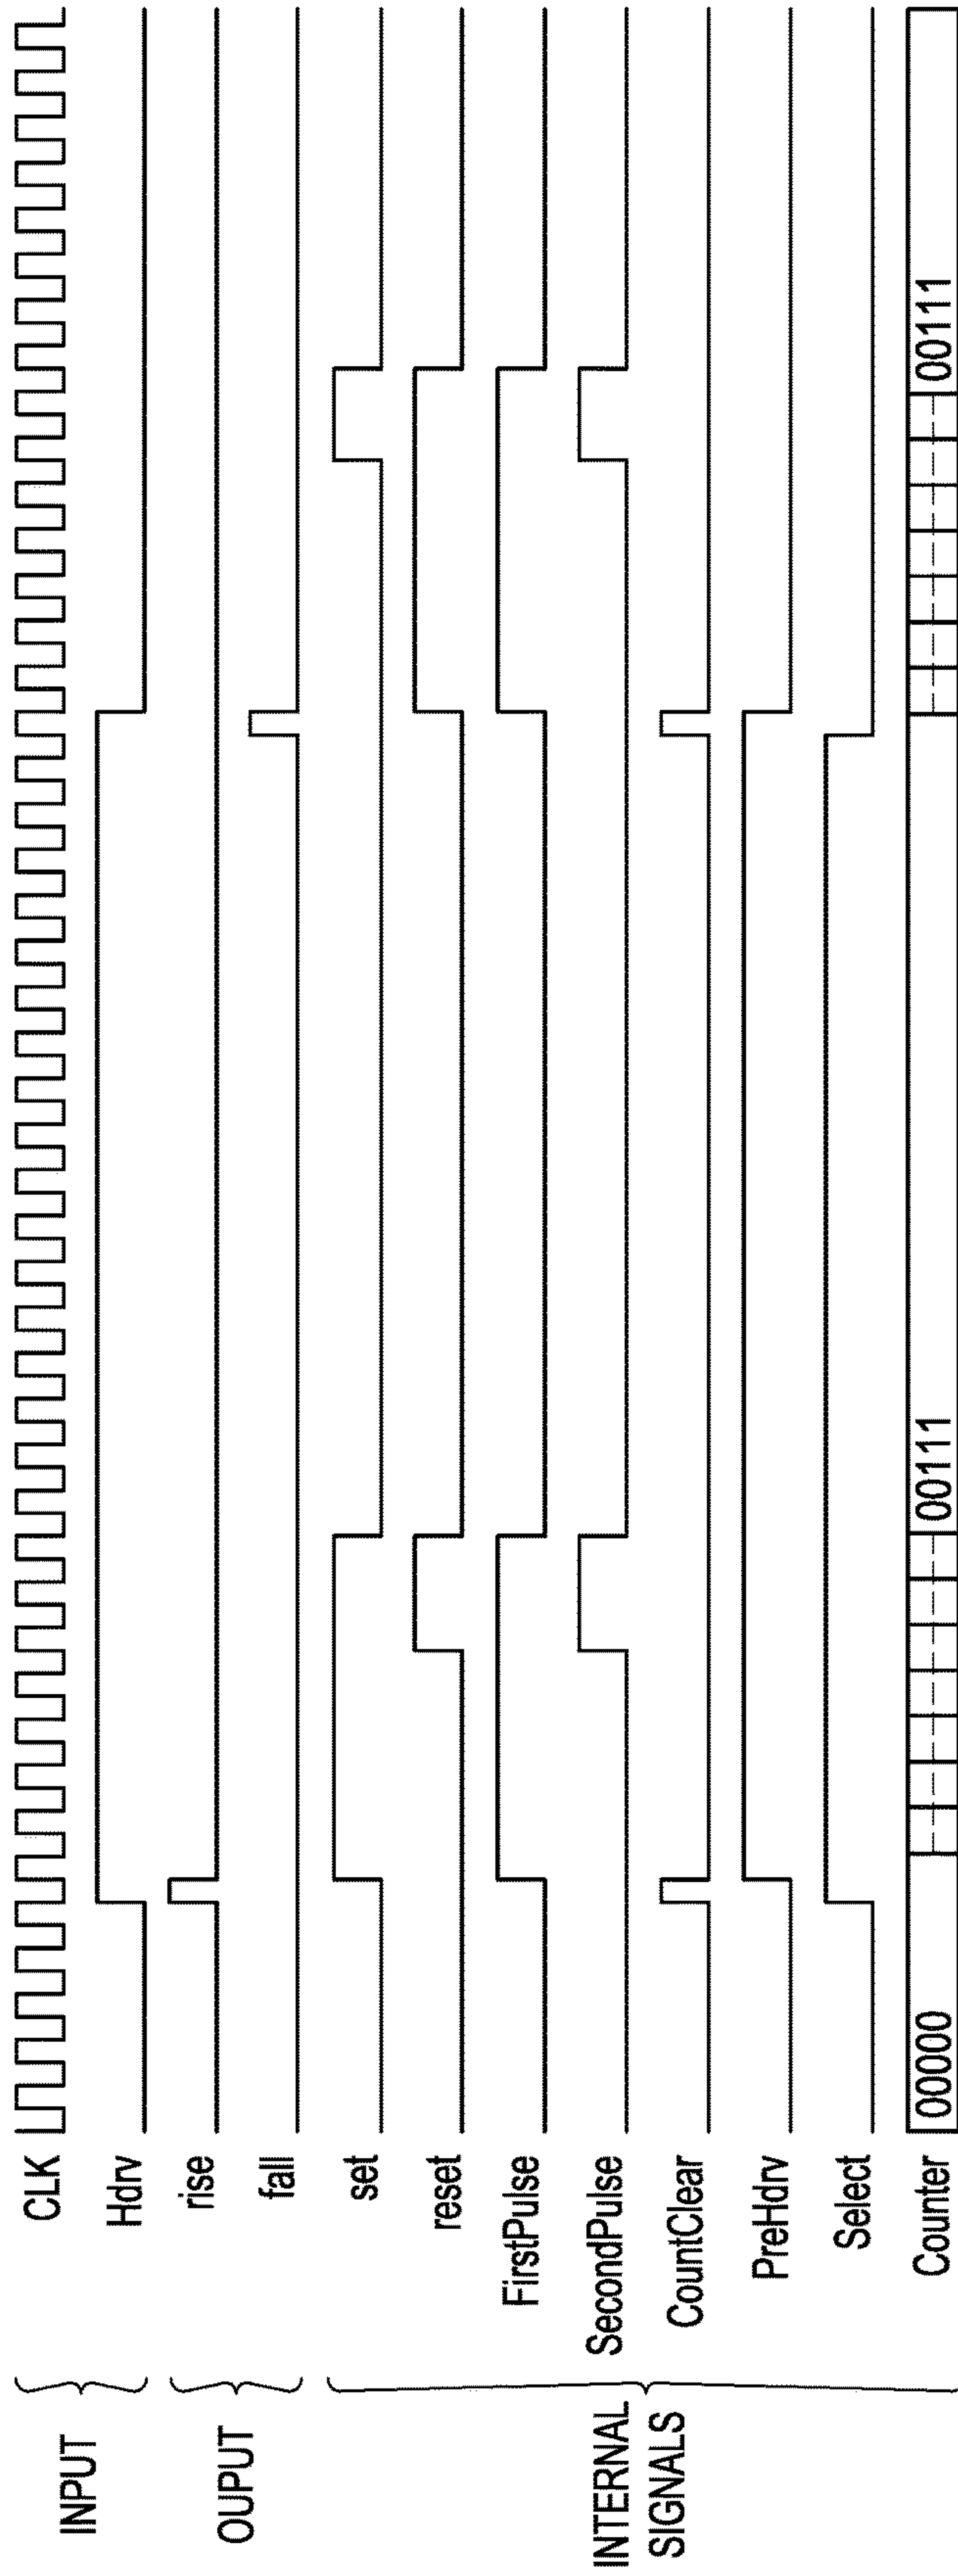 INPUT
CLK
Hdrv
OUPUT
rise
fall
INTERNAL
SIGNALS
set
reset
FirstPulse
SecondPulse
CountClear
PreHdrv
Select
Counter
00000
00111
00111